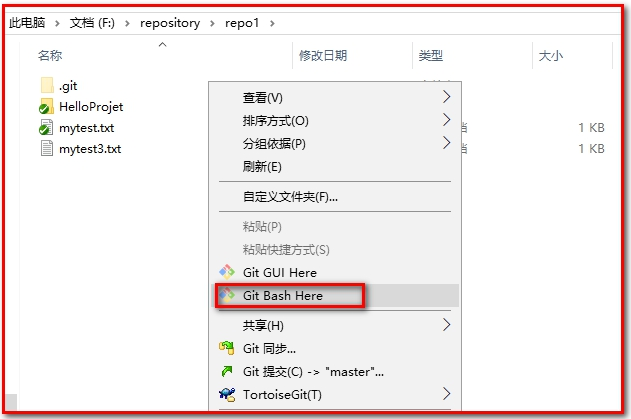 此电脑 > 文档 (F:) > repository > repo1 >
名称 修改日期 类型 大小
.git
HelloProjet
mytest.txt 档 1 KB
mytest3.txt 档 1 KB
查看(V)
排序方式(O)
分组依据(P)
刷新(E)
自定义文件夹(F)...
粘贴(P)
粘贴快捷方式(S)
Git GUI Here
Git Bash Here
共享(H)
Git 同步...
Git 提交(C) -> "master"...
TortoiseGit(T)